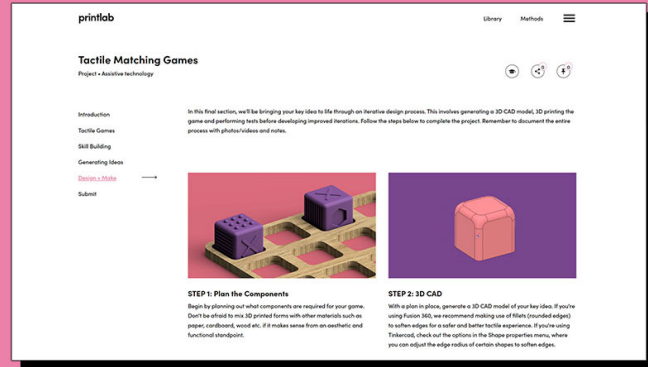 printlab
Library
Methods
Tactile Matching Games
Project • Assistive technology
Introduction
Tactile Games
Skill Building
Generating Ideas
Design + Make
Submit
In this final section, we'll be bringing your key idea to life through an iterative design process. This involves generating a 3D CAD model, 3D printing the
game and performing tests before developing improved iterations. Follow the steps below to complete the project. Remember to document the entire
process with photos/videos and notes.
STEP 1: Plan the Components
Begin by planning out what components are required for your game.
Don't be afraid to mix 3D printed forms with other materials such as
paper, cardboard, wood etc. if it makes sense from an aesthetic and
functional standpoint.
STEP 2: 3D CAD
With a plan in place, generate a 3D CAD model of your key idea. If you're
using Fusion 360, we recommend making use of fillets (rounded edges)
to soften edges for a safer and better tactile experience. If you're using
Tinkercad, check out the options in the Shape properties menu, where
you can adjust the edge radius of certain shapes to soften edges.